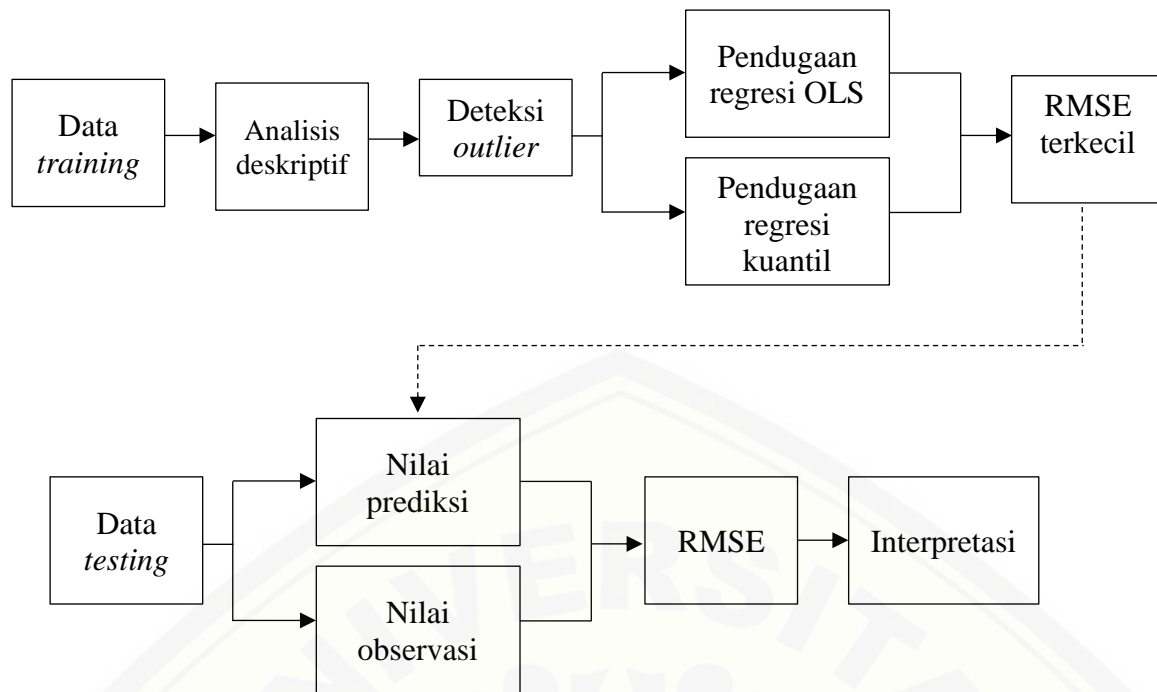 Data
training
Analisis
deskriptif
Deteksi
outlier
Pendugaan
regresi OLS
Pendugaan
regresi
kuantil
RMSE
terkecil
Data
testing
Nilai
prediksi
Nilai
observasi
RMSE
Interpretasi
UNIVERSITA